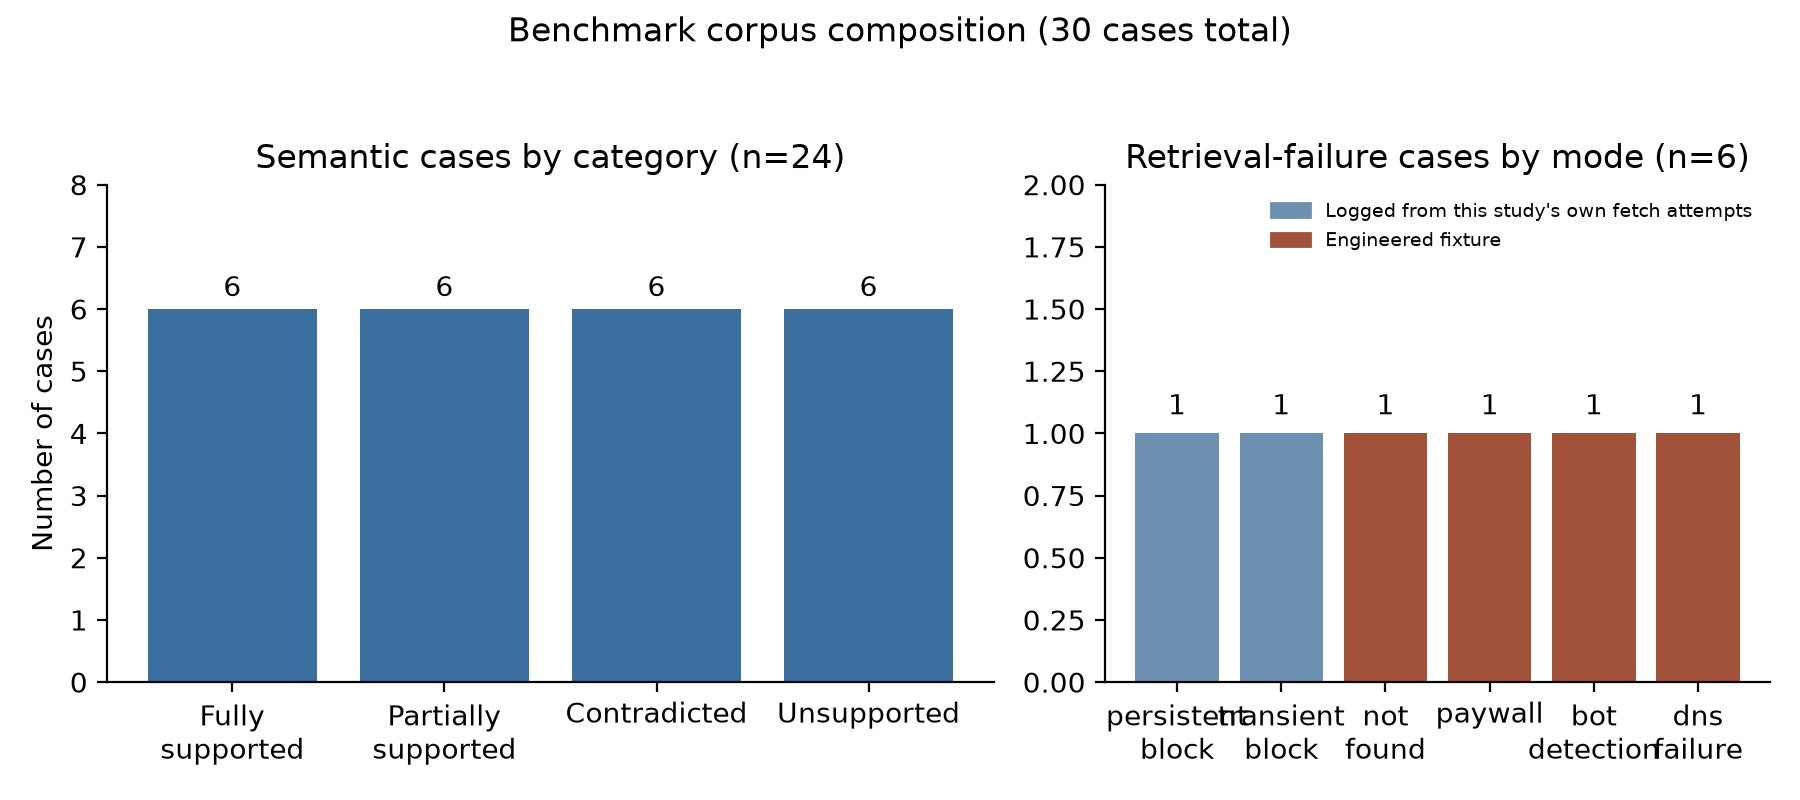 Benchmark corpus composition (30 cases total)
Semantic cases by category (n=24)
Number of cases
8
7
6
5
4
3
2
1
0
6
6
6
6
Fully
supported
Partially
supported
Contradicted
Unsupported
Retrieval-failure cases by mode (n=6)
2.00
1.75
1.50
1.25
1.00
0.75
0.50
0.25
0.00
Logged from this study's own fetch attempts
Engineered fixture
1
1
1
1
1
1
persistent
block
transient
block
not
found
paywall
bot
detection
dns
failure